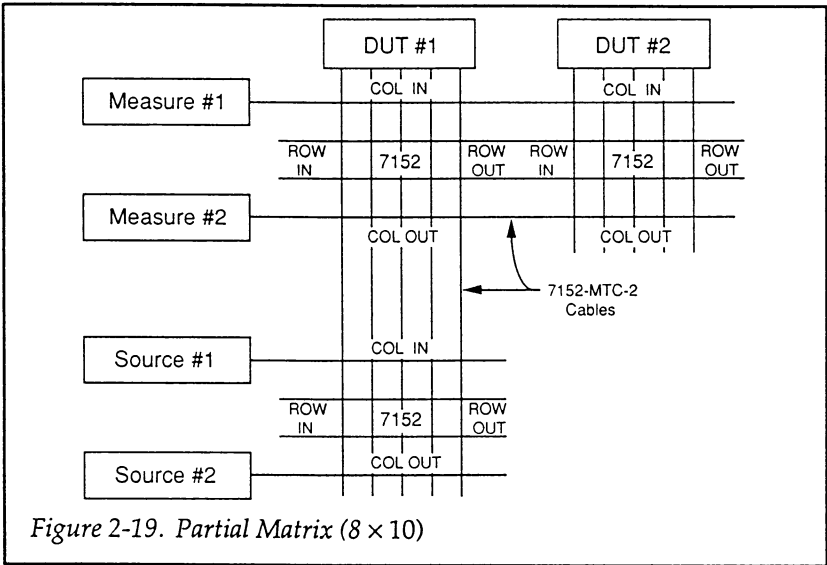 DUT #1
DUT #2
COL IN
COL IN
Measure #1
ROW IN
7152
ROW OUT
ROW IN
7152
ROW OUT
Measure #2
COL OUT
COL OUT
7152-MTC-2
Cables
COL IN
Source #1
ROW IN
7152
ROW OUT
COL OUT
Source #2
Figure 2-19. Partial Matrix (8 × 10)